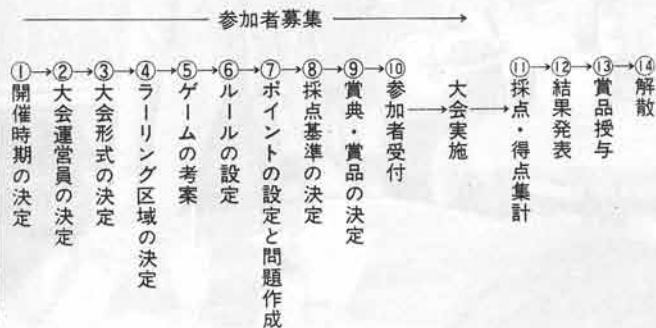 参加者募集
①開催時期の決定
②大会運営員の決定
③大会形式の決定
④ラーリング区域の決定
⑤ゲームの考案
⑥ルールの設定
⑦ポイントの設定と問題作成
⑧採点基準の決定
⑨賞典・賞品の決定
⑩参加者受付
大会実施
⑪採点・得点集計
⑫結果発表
⑬賞品授与
⑭解散